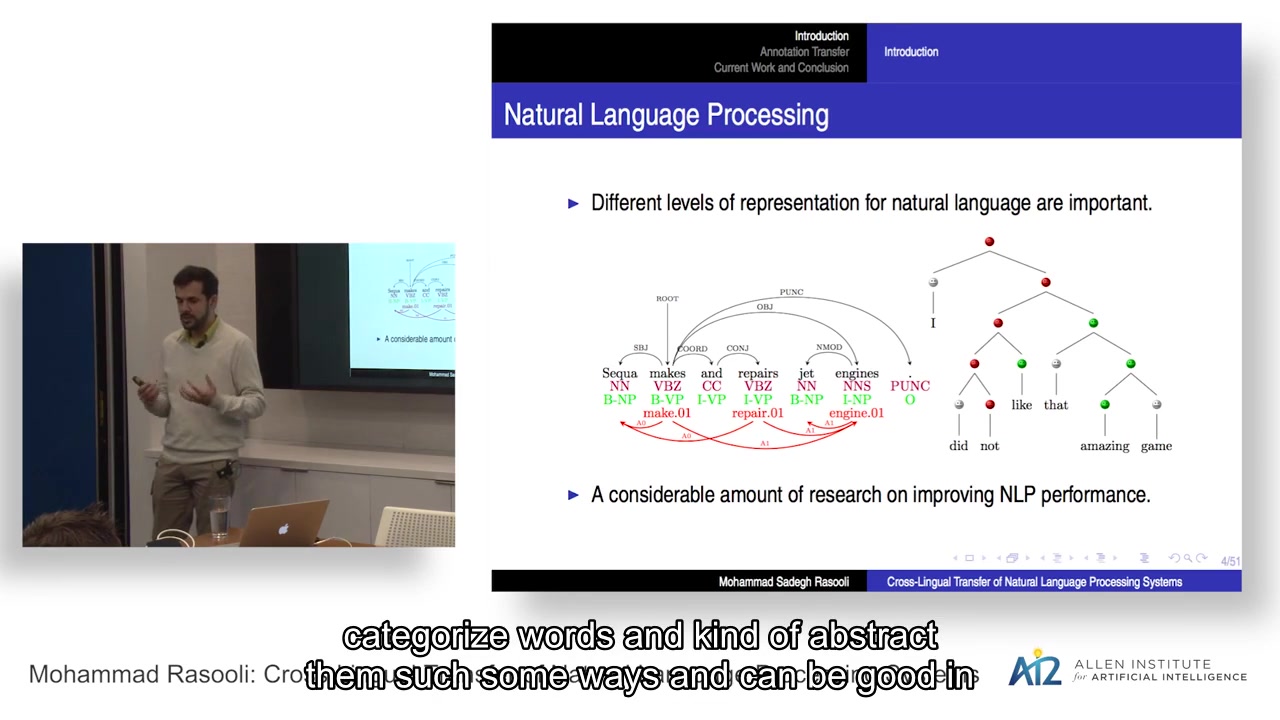 Introduction
Annotation Transfer
Current Work and Conclusion
Introduction
Natural Language Processing
Different levels of representation for natural language are important.
ROOT
PUNC
OBJ
SBJ COORD CONJ NMOD
Sequa makes and repairs jet engines .
NN VBZ CC VBZ NN NNS PUNC
B-NP B-VP I-VP I-VP B-NP I-NP O
make.01 repair.01 engine.01
A0 A0 A1 A1 A1
I
like that
did not amazing game
A considerable amount of research on improving NLP performance.
4/51
Mohammad Sadegh Rasooli Cross-Lingual Transfer of Natural Language Processing Systems
A considerable amount
categorize words and kind of abstract
them such some ways and can be good in
Mohammad Rasooli:
AI2 ALLEN INSTITUTE
for ARTIFICIAL INTELLIGENCE